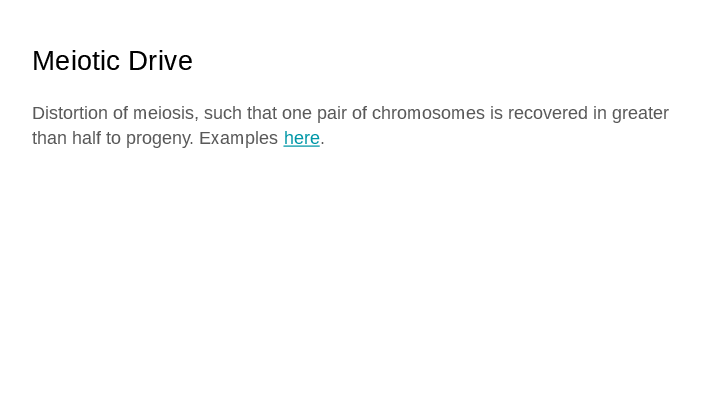 Meiotic Drive
Distortion of meiosis, such that one pair of chromosomes is recovered in greater
than half to progeny. Examples here.